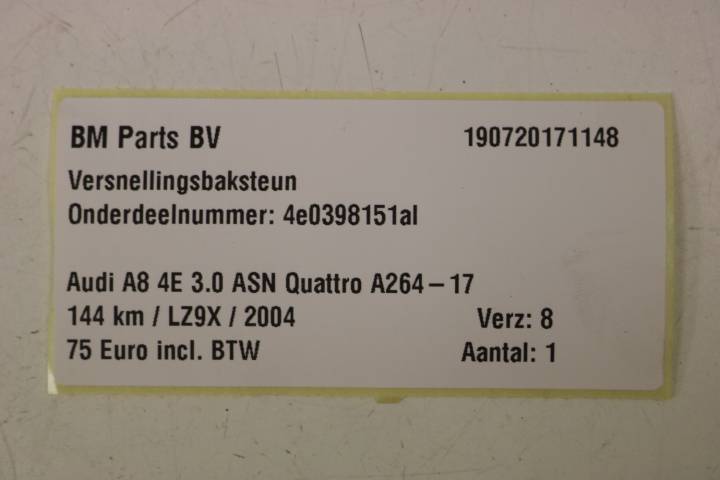 BM Parts BV 190720171148
Versnellingsbaksteun
Onderdeelnummer: 4e0398151al
Audi A8 4E 3.0 ASN Quattro A264-17
144 km / LZ9X / 2004 Verz: 8
75 Euro incl. BTW Aantal: 1